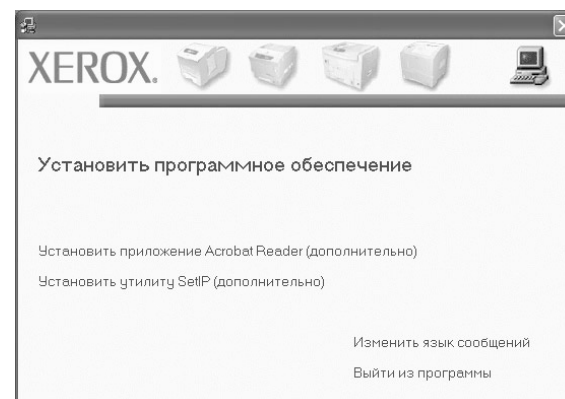 XEROX.
Установить программное обеспечение
Установить приложение Acrobat Reader (дополнительно)
Установить утилиту SetIP (дополнительно)
Изменить язык сообщений
Выйти из программы